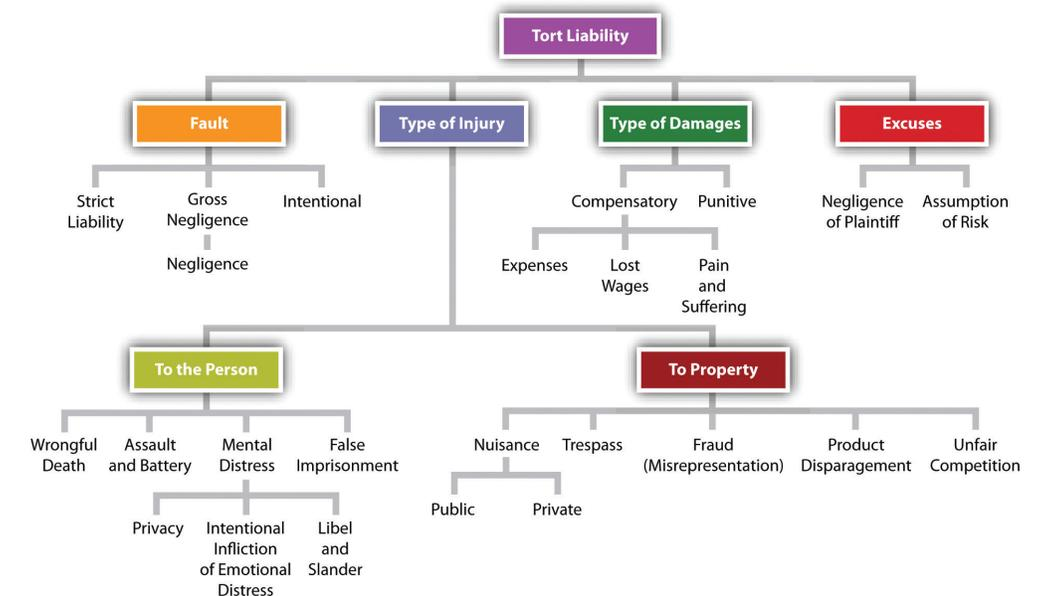 Tort Liability
Fault
Type of Injury
Type of Damages
Excuses
Strict
Liability
Gross
Negligence
Negligence
Intentional
Compensatory
Punitive
Expenses
Lost
Wages
Pain
and
Suffering
Negligence
of Plaintiff
Assumption
of Risk
To the Person
To Property
Wrongful
Death
Assault
and Battery
Mental
Distress
False
Imprisonment
Privacy
Intentional
Infliction
of Emotional
Distress
Libel
and
Slander
Nuisance
Trespass
Fraud
(Misrepresentation)
Product
Disparagement
Unfair
Competition
Public
Private